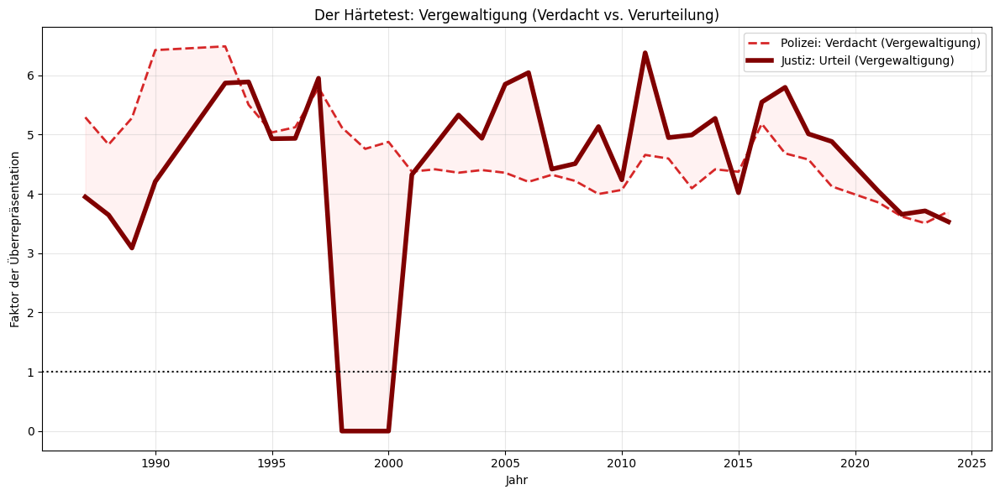 Der Härtetest: Vergewaltigung (Verdacht vs. Verurteilung)
Polizei: Verdacht (Vergewaltigung)
Justiz: Urteil (Vergewaltigung)
Faktor der Überrepräsentation
6
5
4
3
2
1
0
1990 1995 2000 2005 2010 2015 2020 2025
Jahr